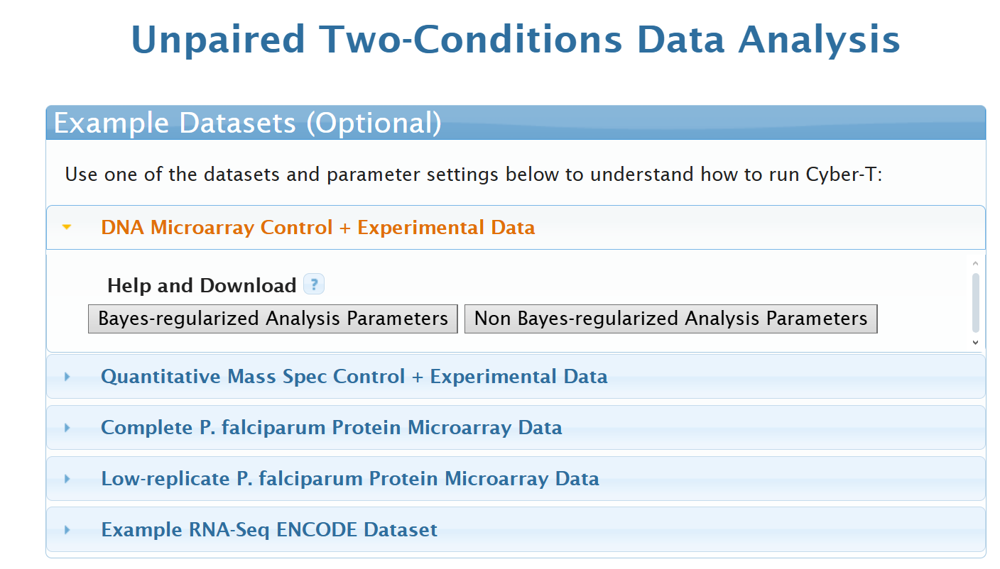 Unpaired Two-Conditions Data Analysis
Example Datasets (Optional)
Use one of the datasets and parameter settings below to understand how to run Cyber-T:
DNA Microarray Control + Experimental Data
Help and Download ?
Bayes-regularized Analysis Parameters Non Bayes-regularized Analysis Parameters
Quantitative Mass Spec Control + Experimental Data
Complete P. falciparum Protein Microarray Data
Low-replicate P. falciparum Protein Microarray Data
Example RNA-Seq ENCODE Dataset